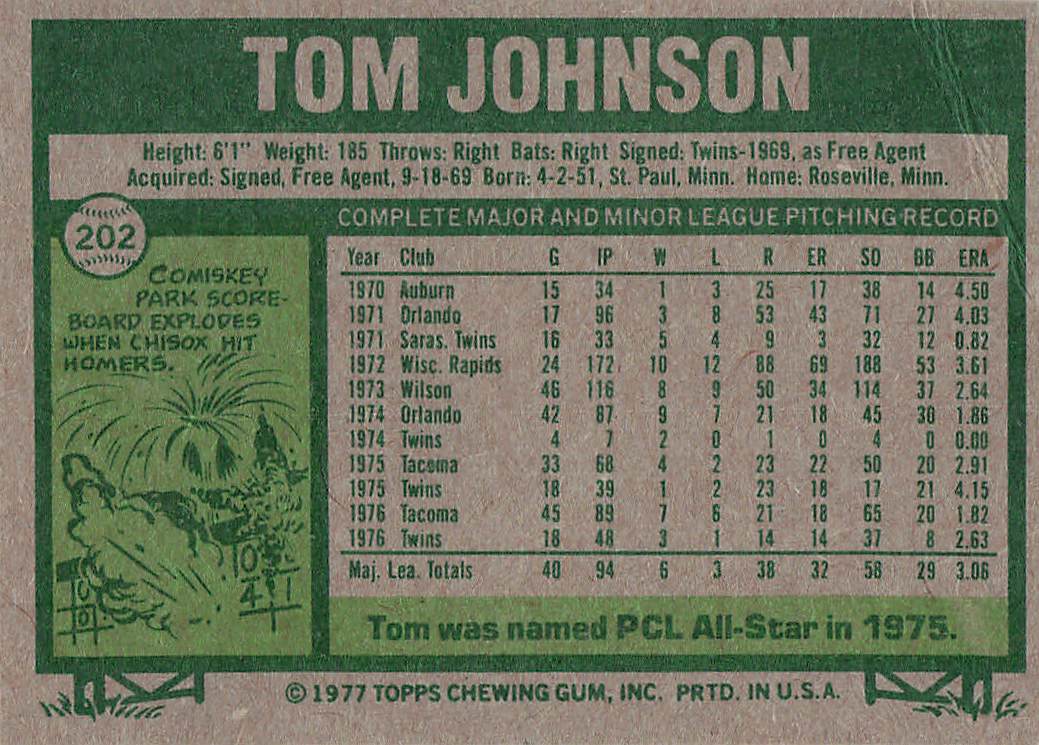 TOM JOHNSON
Height: 6'1" Weight: 185 Throws: Right Bats: Right Signed: Twins-1969, as Free Agent
Acquired: Signed, Free Agent, 9-18-69 Born: 4-2-51, St. Paul, Minn. Home: Roseville, Minn.
202
COMISKEY
PARK SCORE-
BOARD EXPLODES
WHEN CHISOX HIT
HOMERS.
10
4 1
COMPLETE MAJOR AND MINOR LEAGUE PITCHING RECORD
Year Club G IP W L R ER SO BB ERA
1970 Auburn 15 34 1 3 25 17 38 14 4.50
1971 Orlando 17 96 3 8 53 43 71 27 4.03
1971 Saras. Twins 16 33 5 4 9 3 32 12 0.82
1972 Wisc. Rapids 24 172 10 12 88 69 188 53 3.61
1973 Wilson 46 116 8 9 50 34 114 37 2.64
1974 Orlando 42 87 9 7 21 18 45 30 1.86
1974 Twins 4 7 2 0 1 0 4 0 0.00
1975 Tacoma 33 68 4 2 23 22 50 20 2.91
1975 Twins 18 39 1 2 23 18 17 21 4.15
1976 Tacoma 45 89 7 6 21 18 65 20 1.82
1976 Twins 18 48 3 1 14 14 37 8 2.63
Maj. Lea. Totals 40 94 6 3 38 32 58 29 3.06
Tom was named PCL All-Star in 1975.
© 1977 TOPPS CHEWING GUM, INC. PRTD. IN U.S.A.